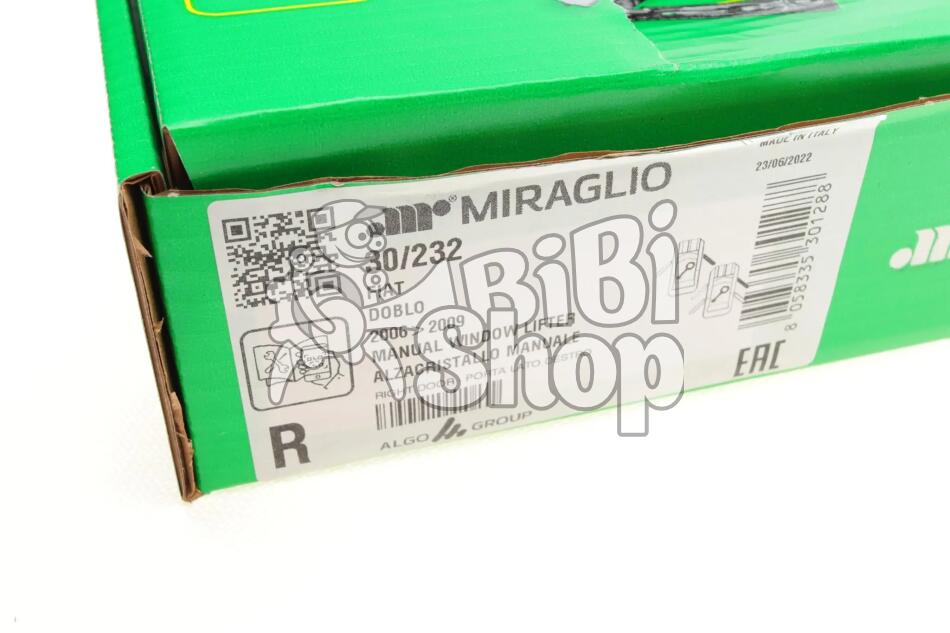 MADE IN ITALY
23/06/2022
MIRAGLIO
30/232
FIAT
DOBLO
2006 > 2009
MANUAL WINDOW LIFTER
ALZACRISTALLO MANUALE
RIGHT DOOR PORTA LATO DESTRO
R
ALGO GROUP
8 058335 301288
EAC
BiBi
Shop